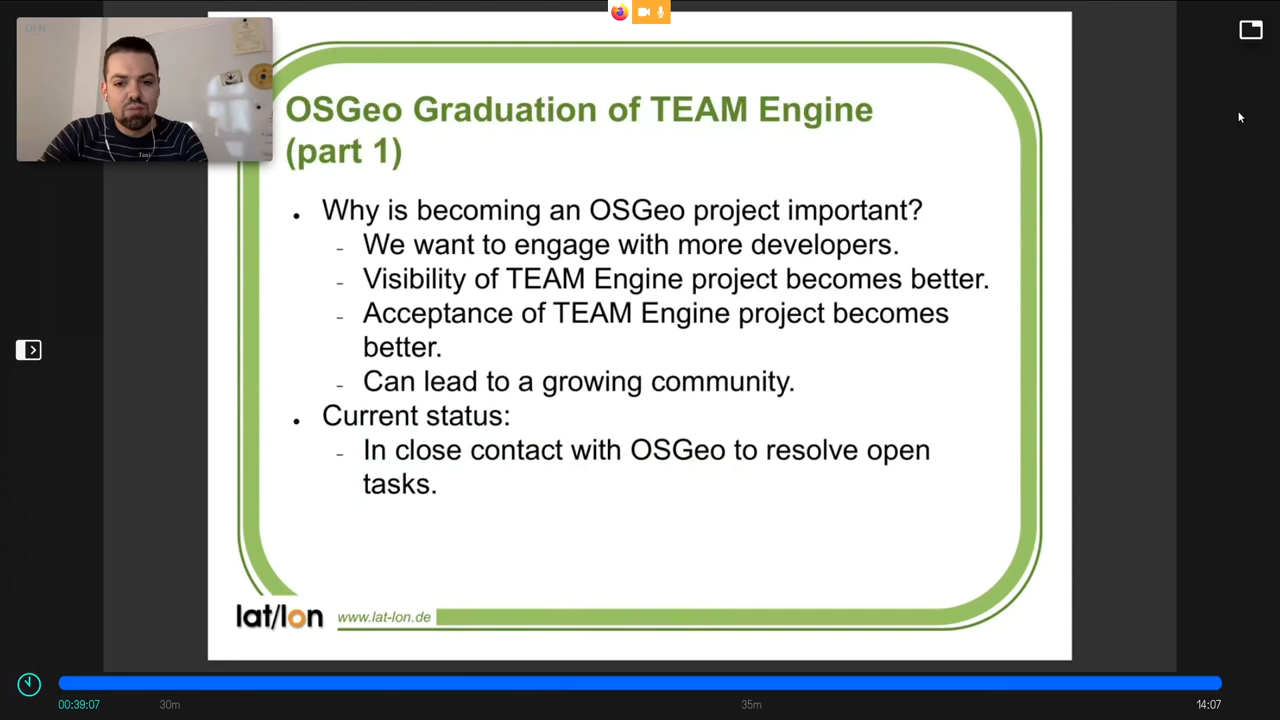 DFN
OSGeo Graduation of TEAM Engine
(part 1)
• Why is becoming an OSGeo project important?
- We want to engage with more developers.
- Visibility of TEAM Engine project becomes better.
- Acceptance of TEAM Engine project becomes
better.
- Can lead to a growing community.
• Current status:
- In close contact with OSGeo to resolve open
tasks.
lat/lon www.lat-lon.de
00:39:07 30m 35m 14:07